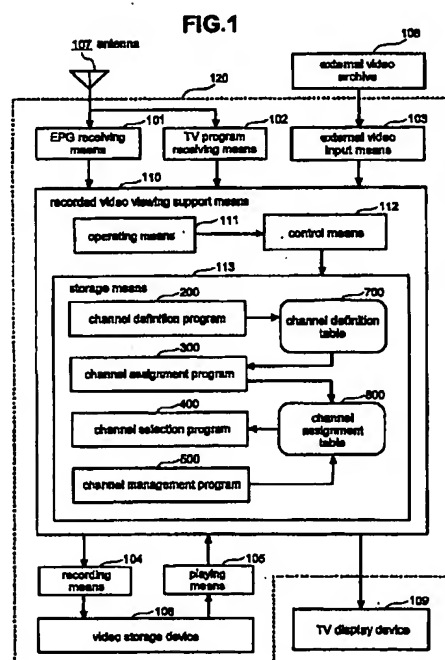 FIG.1
107 antenna
108
external video archive
120
101
EPG receiving means
102
TV program receiving means
103
external video input means
110
recorded video viewing support means
111
operating means
112
control means
113
storage means
200
channel definition program
700
channel definition table
300
channel assignment program
800
channel assignment table
400
channel selection program
500
channel management program
104
recording means
105
playing means
106
video storage device
109
TV display device